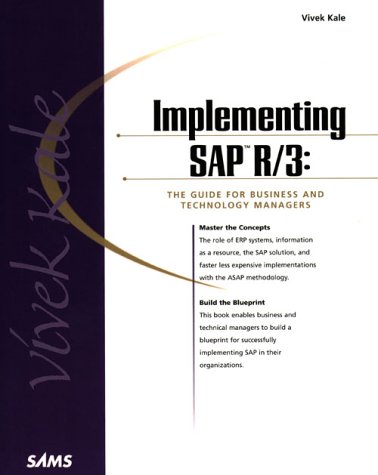 Vivek Kale
Vivek Kale
Implementing
SAP™ R/3:
THE GUIDE FOR BUSINESS AND
TECHNOLOGY MANAGERS
Master the Concepts
The role of ERP systems, information
as a resource, the SAP solution, and
faster less expensive implementations
with the ASAP methodology.
Build the Blueprint
This book enables business and
technical managers to build a
blueprint for successfully
implementing SAP in their
organizations.
SAMS